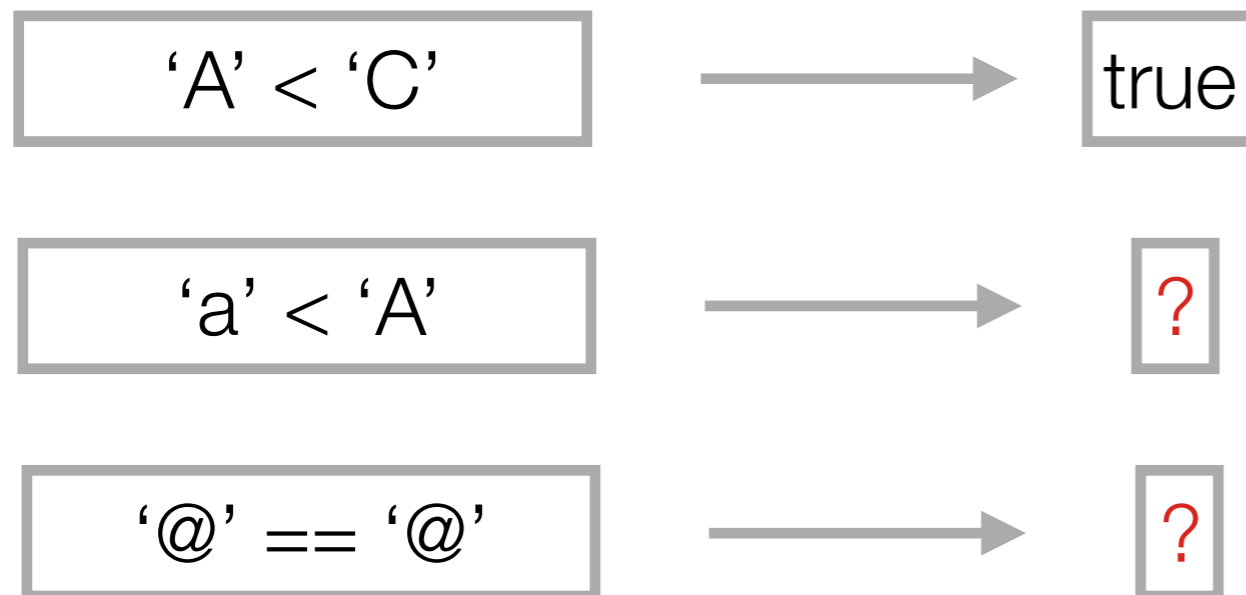 ‘A’ < ‘C’ true
‘a’ < ‘A’ ?
‘@’ == ‘@’ ?